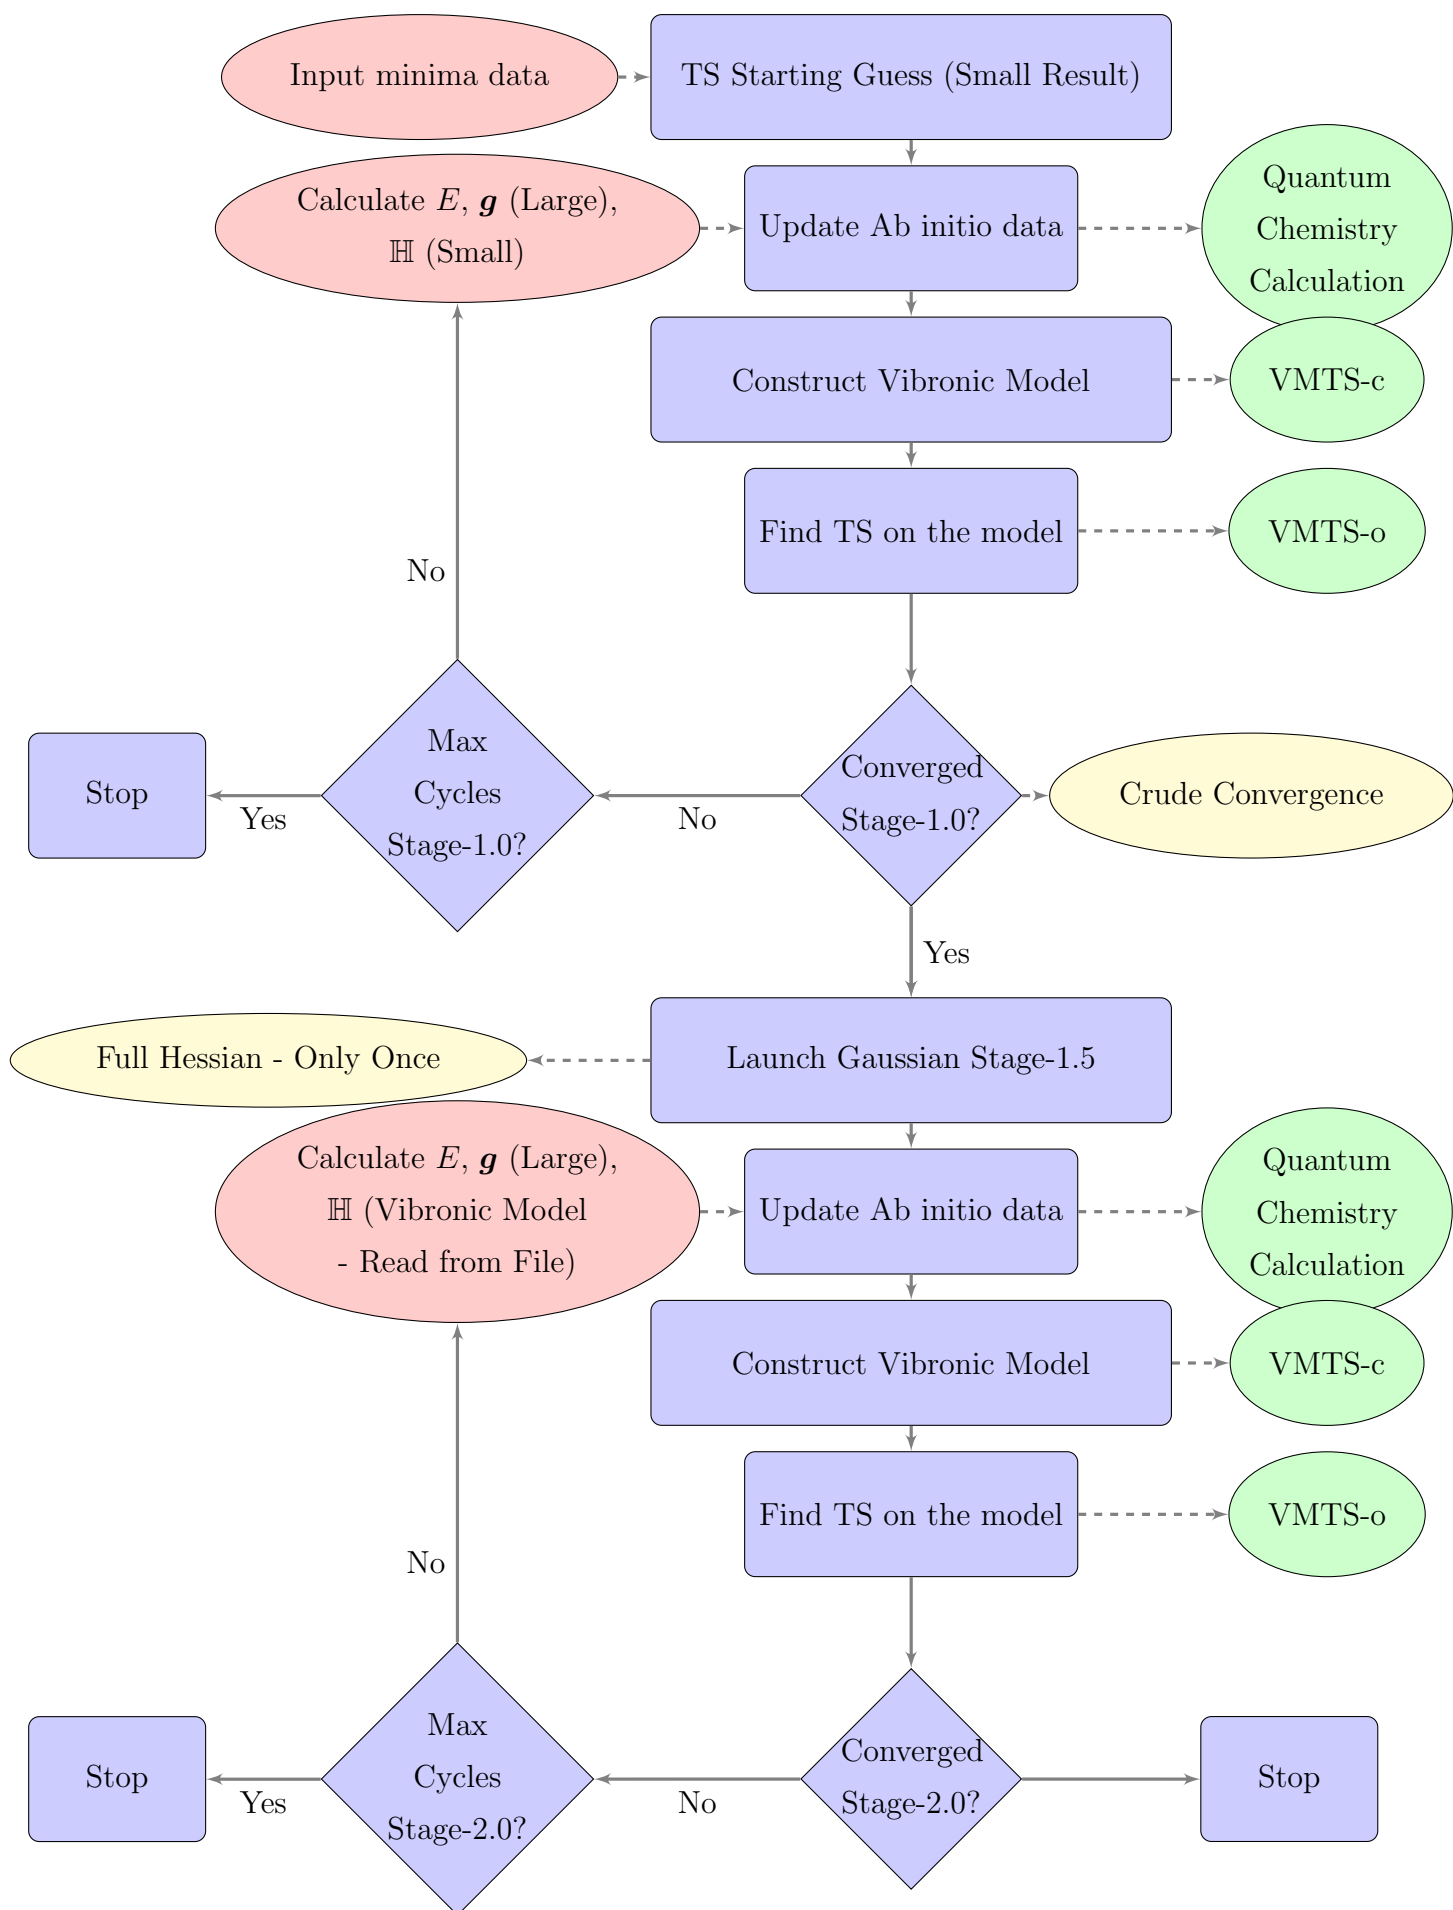 Input minima data
TS Starting Guess (Small Result)
Calculate E, g (Large),
ℍ (Small)
Update Ab initio data
Quantum
Chemistry
Calculation
Construct Vibronic Model
VMTS-c
Find TS on the model
VMTS-o
No
Stop
Yes
Max
Cycles
Stage-1.0?
No
Converged
Stage-1.0?
Crude Convergence
Yes
Full Hessian - Only Once
Launch Gaussian Stage-1.5
Calculate E, g (Large),
ℍ (Vibronic Model
- Read from File)
Update Ab initio data
Quantum
Chemistry
Calculation
Construct Vibronic Model
VMTS-c
Find TS on the model
VMTS-o
No
Stop
Yes
Max
Cycles
Stage-2.0?
No
Converged
Stage-2.0?
Stop